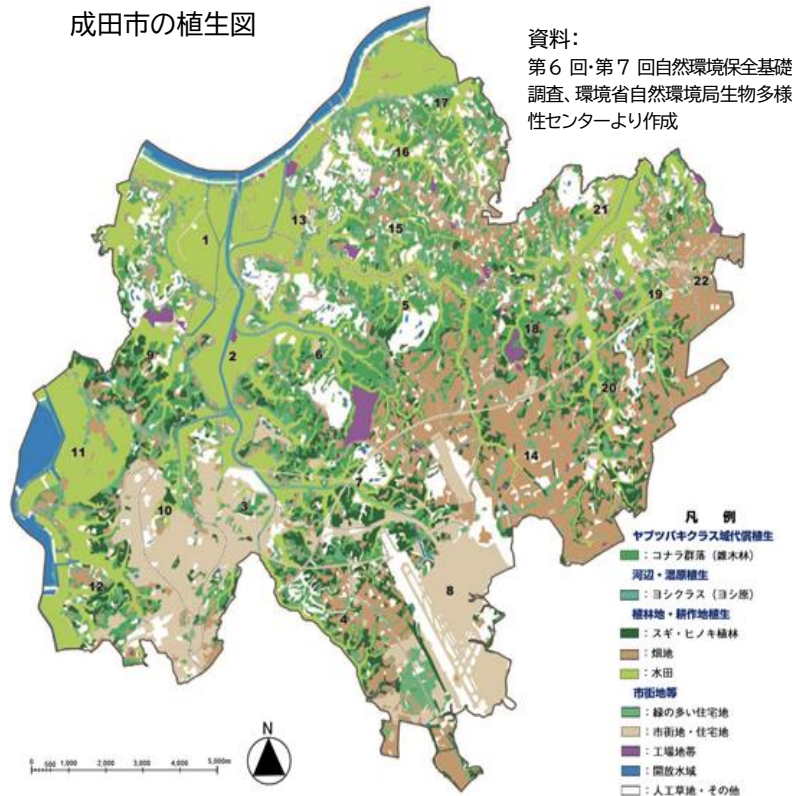 成田市の植生図
資料:
第6 回・第7 回自然環境保全基礎
調査、環境省自然環境局生物多様
性センターより作成
17
16
21
1
13
15
22
19
5
18
2
6
9
20
11
14
7
10
3
8
12
4
凡 例
ヤブツバキクラス域代償植生
:コナラ群落(雑木林)
河辺・湿原植生
:ヨシクラス(ヨシ原)
植林地・耕作地植生
:スギ・ヒノキ植林
:畑地
:水田
市街地等
:緑の多い住宅地
:市街地・住宅地
:工場地帯
:開放水域
:人工草地・その他
N
0 500 1,000 2,000 3,000 4,000 5,000m